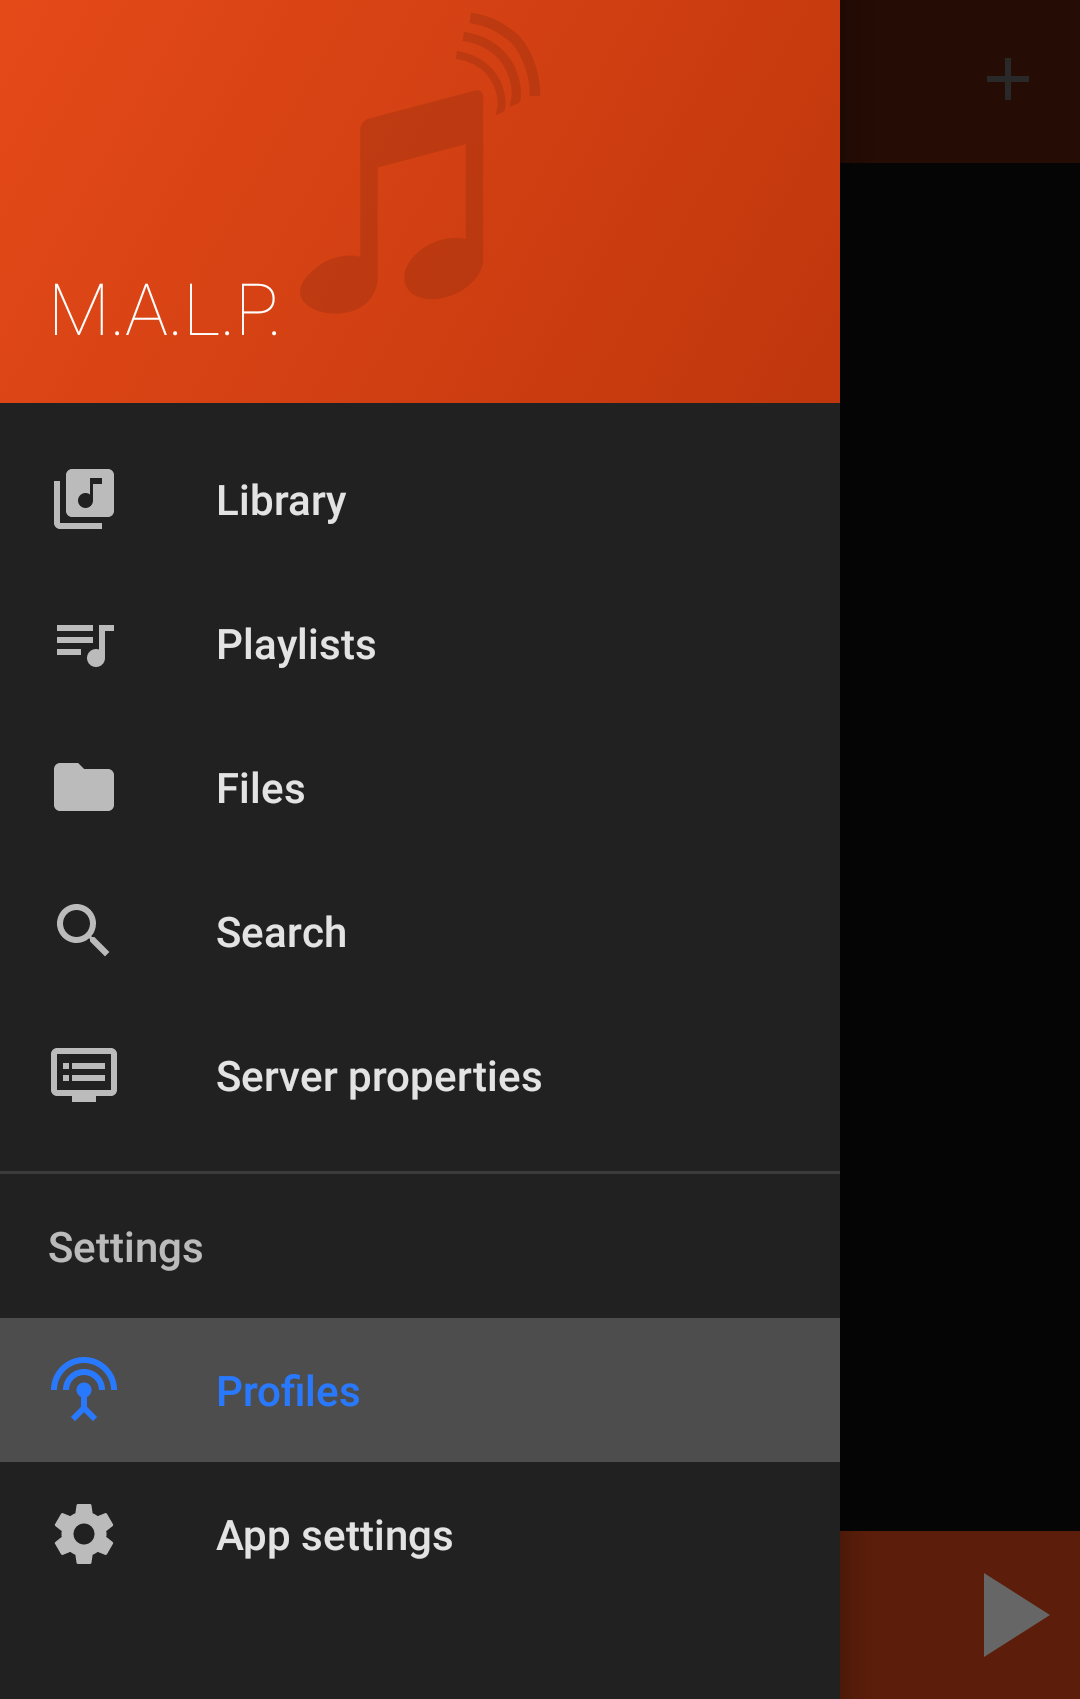 M.A.L.P.
Library
Playlists
Files
Search
Server properties
Settings
Profiles
App settings